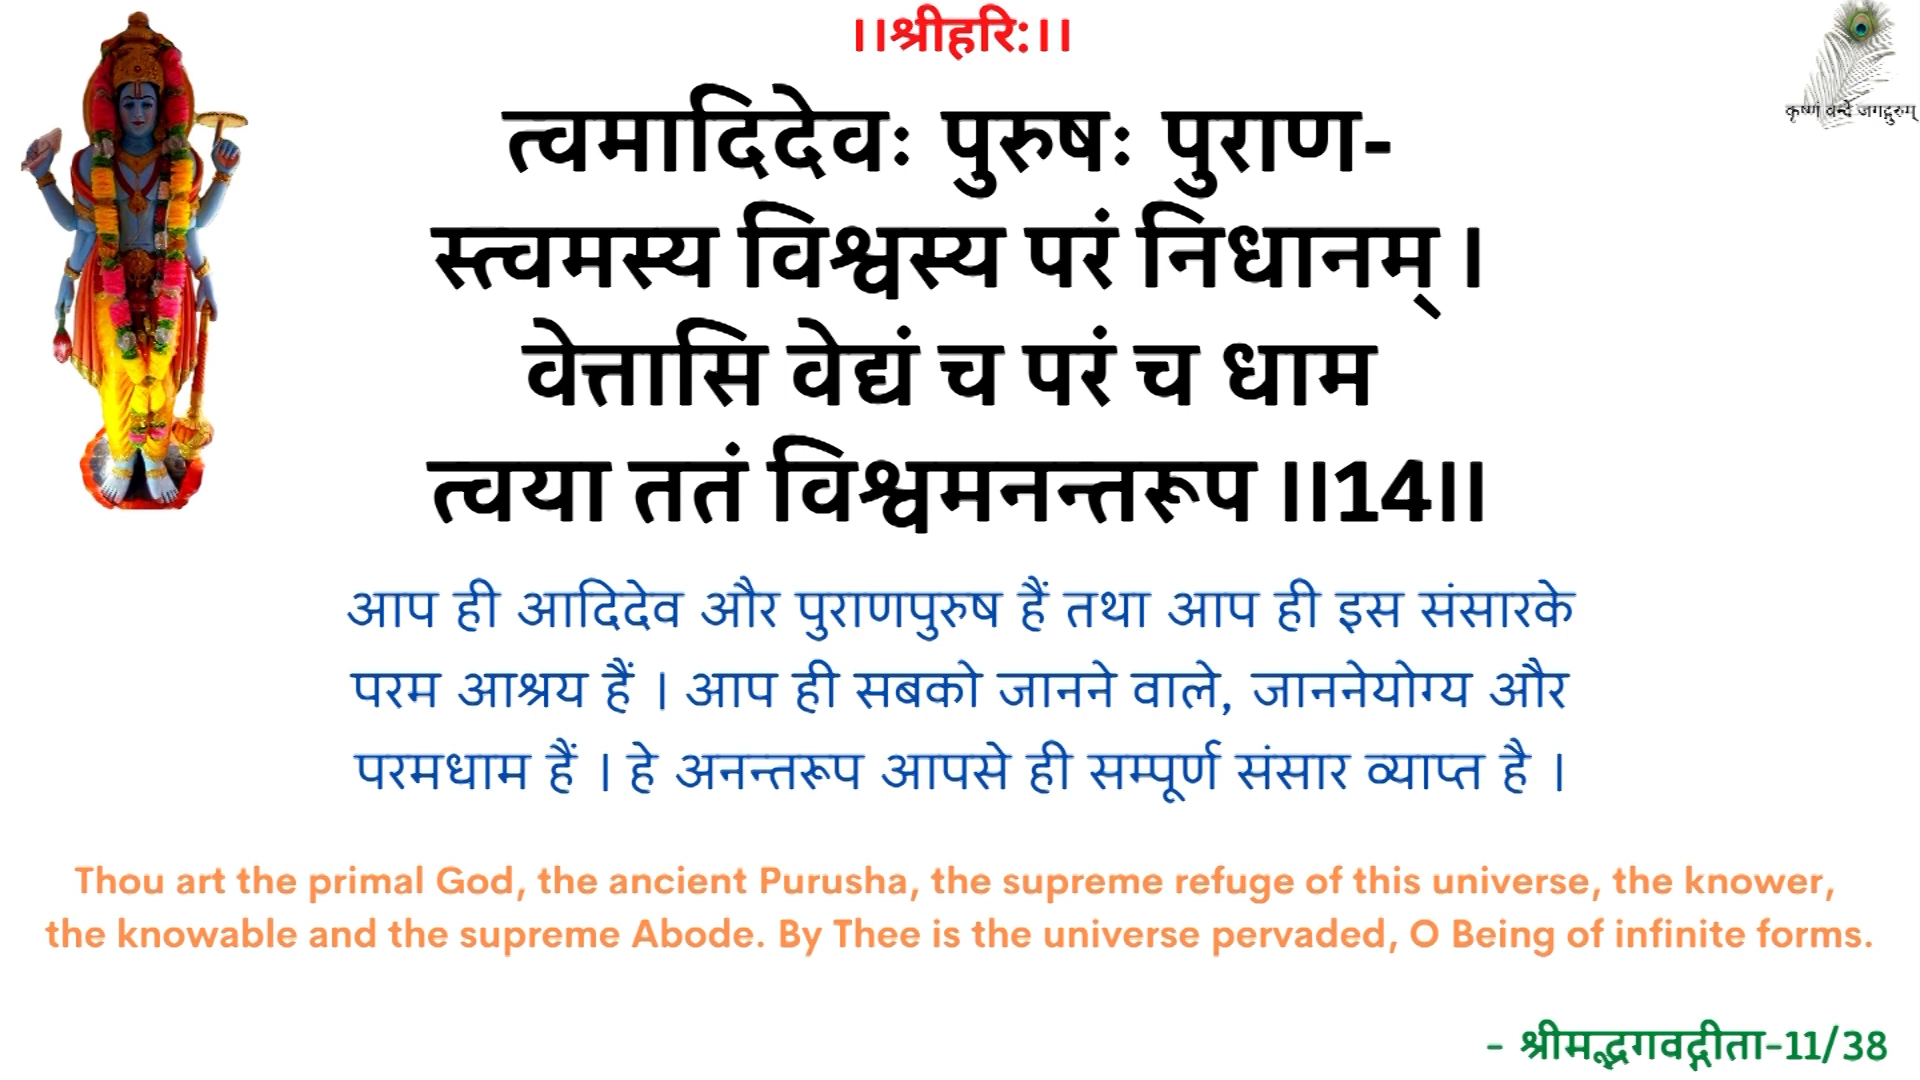 ।।श्रीहरि:।।
कृष्णं वन्दे जगद्गुरुम्
त्वमादिदेवः पुरुषः पुराण-
स्त्वमस्य विश्वस्य परं निधानम् ।
वेत्तासि वेद्यं च परं च धाम
त्वया ततं विश्वमनन्तरूप ।।14।।
आप ही आदिदेव और पुराणपुरुष हैं तथा आप ही इस संसारके
परम आश्रय हैं । आप ही सबको जानने वाले, जाननेयोग्य और
परमधाम हैं । हे अनन्तरूप आपसे ही सम्पूर्ण संसार व्याप्त है ।
Thou art the primal God, the ancient Purusha, the supreme refuge of this universe, the knower,
the knowable and the supreme Abode. By Thee is the universe pervaded, O Being of infinite forms.
- श्रीमद्भगवद्गीता-11/38